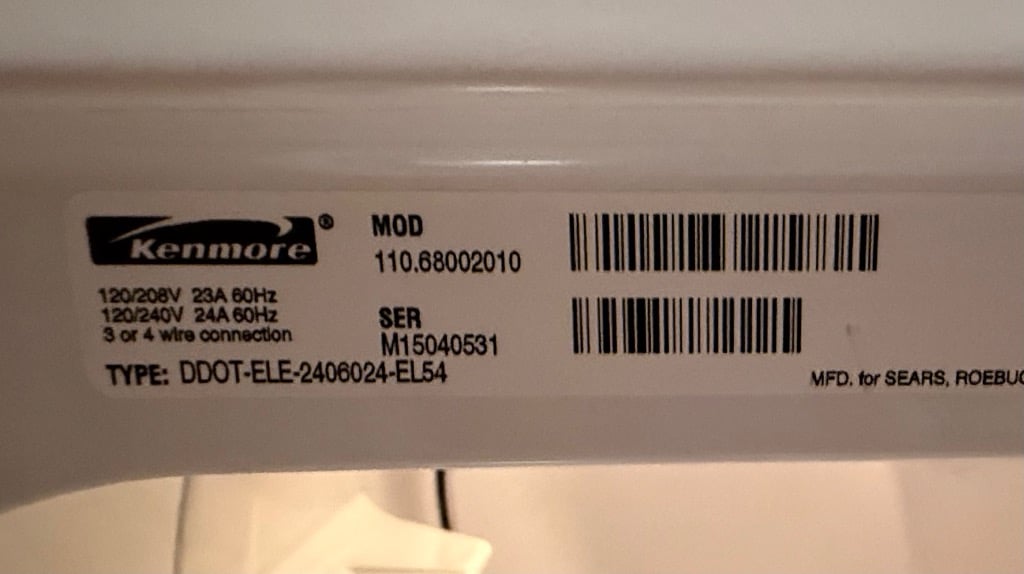 Kenmore®
MOD
110.68002010
120/208V 23A 60Hz
120/240V 24A 60Hz
3 or 4 wire connection
SER
M15040531
TYPE: DDOT-ELE-2406024-EL54
MFD. for SEARS, ROEBUC